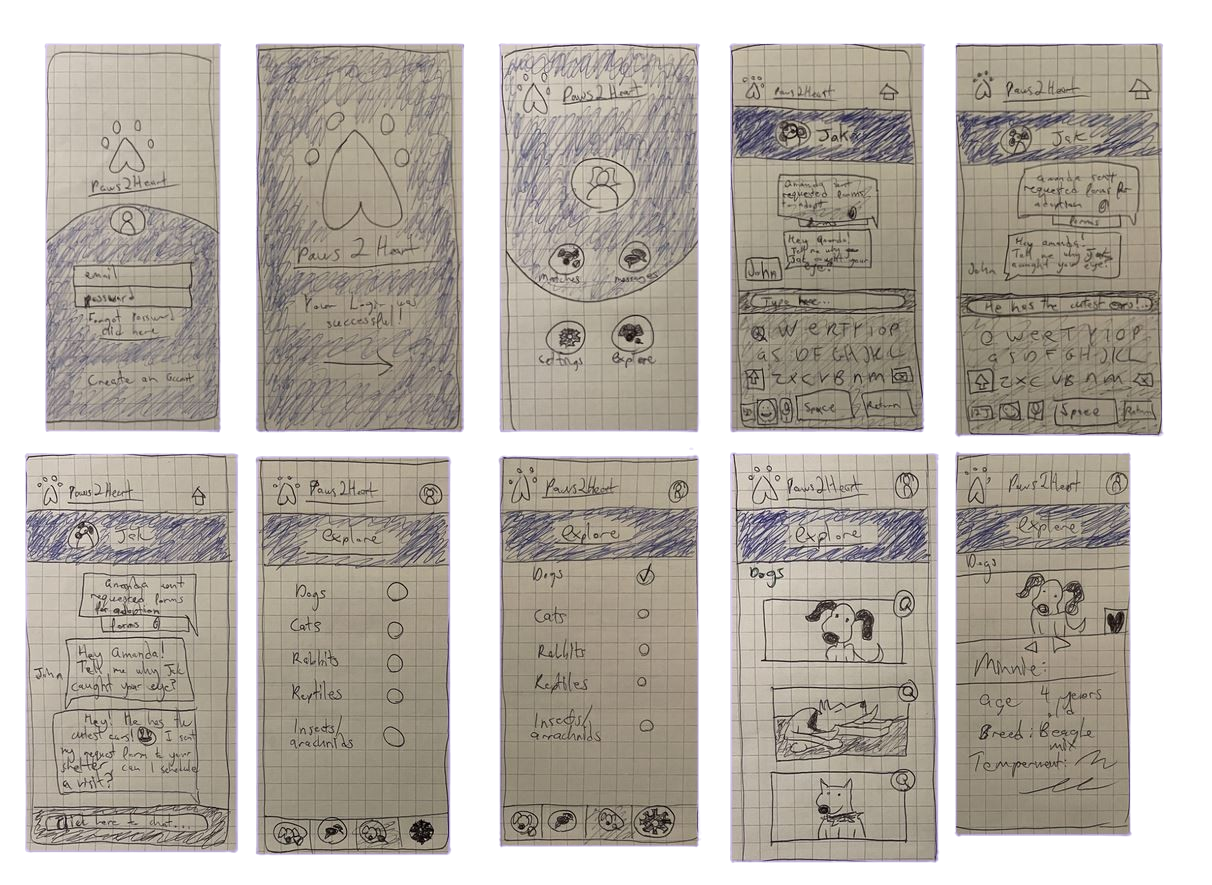 Paws2Heart
email
password
Forgot Password
click here
Create an
Paws 2 Heart
Your Login was
successful!
Paws2Heart
matches
messages
settings
explore
Paws2Heart
Jake
Amanda sent
requested forms
to adopt
forms
Hey Amanda!
Tell me why
Jak caught your
eye?
John
Type here...
Q W E R T Y I O P
a S D F G H J K L
Z X C V B n m
Space
Return
Paws2Heart
Jak
amanda sent
requested forms for
adoption
forms
Hey amanda!
Tell me why Jak
caught your eye?
John
He has the cutest ears!..
Q W e R T Y I O P
a S D F G H J K L
Z X C V B n m
123
Space
Return
Paws2Heart
Jak
Amanda sent
requested forms
for adoption
forms
Hey Amanda!
Tell me why Jak
caught your eye?
John
Hey! He has the
cutest ears! I sent
my request form to your
shelter can I schedule
a visit?
Click here to chat....
Paws2Heart
explore
Dogs
Cats
Rabbits
Reptiles
Insects/
arachnids
Paws2Heart
explore
Dogs
Cats
Rabbits
Reptiles
Insects/
arrachnids
Paws2Heart
explore
Dogs
Paws2Heart
explore
Dogs
Minnie:
age 4 years
old
Breed: Beagle
mix
Temperment: